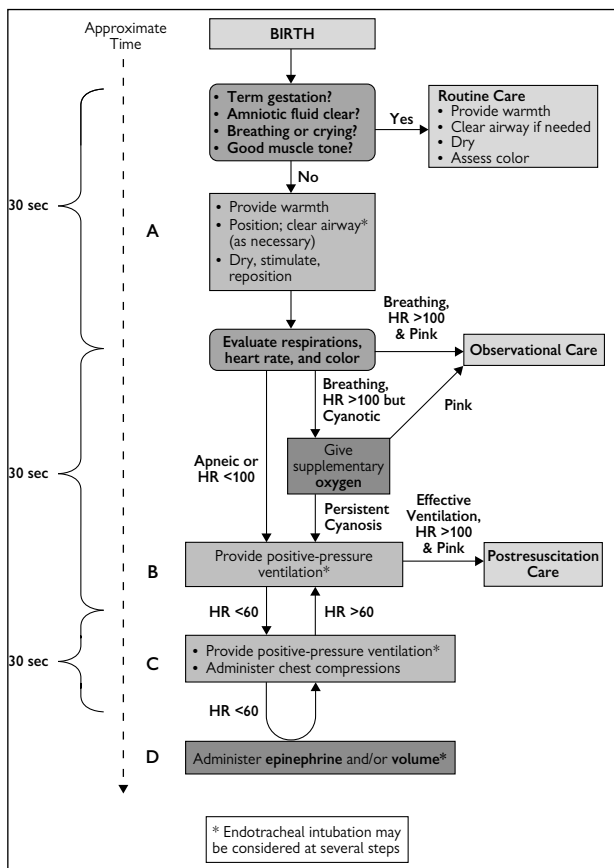 Approximate
Time
BIRTH
• Term gestation?
• Amniotic fluid clear?
• Breathing or crying?
• Good muscle tone?
Yes
Routine Care
• Provide warmth
• Clear airway if needed
• Dry
• Assess color
No
30 sec
A
• Provide warmth
• Position; clear airway*
(as necessary)
• Dry, stimulate,
reposition
Breathing,
HR >100
& Pink
Evaluate respirations,
heart rate, and color
Observational Care
Breathing,
HR >100 but
Cyanotic
Pink
Give
supplementary
oxygen
Apneic or
HR <100
30 sec
Persistent
Cyanosis
Effective
Ventilation,
HR >100
& Pink
B
Provide positive-pressure
ventilation*
Postresuscitation
Care
HR <60
HR >60
30 sec
C
• Provide positive-pressure ventilation*
• Administer chest compressions
HR <60
D
Administer epinephrine and/or volume*
* Endotracheal intubation may
be considered at several steps